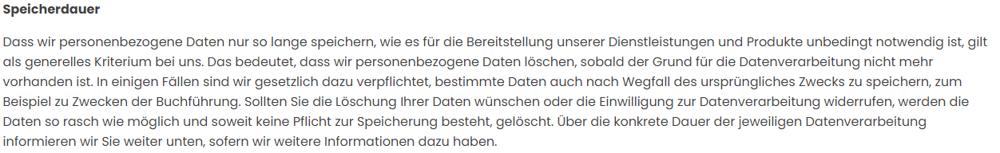 Speicherdauer
Dass wir personenbezogene Daten nur so lange speichern, wie es für die Bereitstellung unserer Dienstleistungen und Produkte unbedingt notwendig ist, gilt
als generelles Kriterium bei uns. Das bedeutet, dass wir personenbezogene Daten löschen, sobald der Grund für die Datenverarbeitung nicht mehr
vorhanden ist. In einigen Fällen sind wir gesetzlich dazu verpflichtet, bestimmte Daten auch nach Wegfall des ursprüngliches Zwecks zu speichern, zum
Beispiel zu Zwecken der Buchführung. Sollten Sie die Löschung Ihrer Daten wünschen oder die Einwilligung zur Datenverarbeitung widerrufen, werden die
Daten so rasch wie möglich und soweit keine Pflicht zur Speicherung besteht, gelöscht. Über die konkrete Dauer der jeweiligen Datenverarbeitung
informieren wir Sie weiter unten, sofern wir weitere Informationen dazu haben.